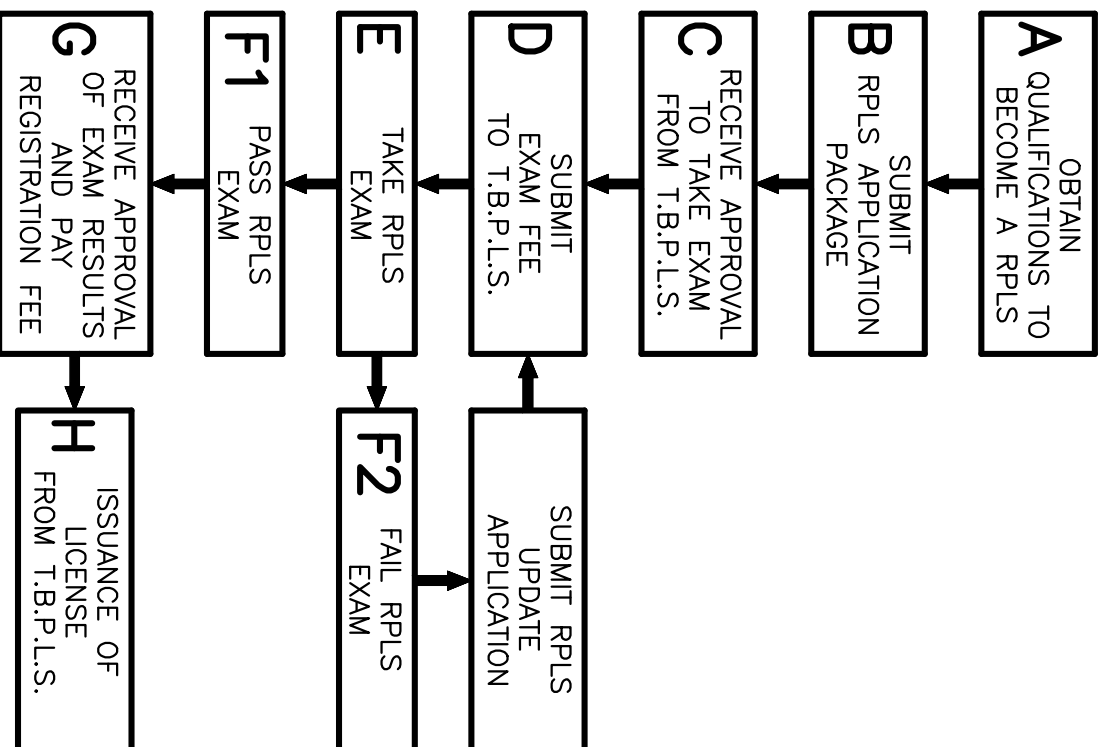 A
OBTAIN
QUALIFICATIONS TO
BECOME A RPLS
B
SUBMIT
RPLS APPLICATION
PACKAGE
C
RECEIVE APPROVAL
TO TAKE EXAM
FROM T.B.P.L.S.
D
SUBMIT
EXAM FEE
TO T.B.P.L.S.
SUBMIT RPLS
UPDATE
APPLICATION
E
TAKE RPLS
EXAM
F2
FAIL RPLS
EXAM
F1
PASS RPLS
EXAM
G
RECEIVE APPROVAL
OF EXAM RESULTS
AND PAY
REGISTRATION FEE
H
ISSUANCE OF
LICENSE
FROM T.B.P.L.S.